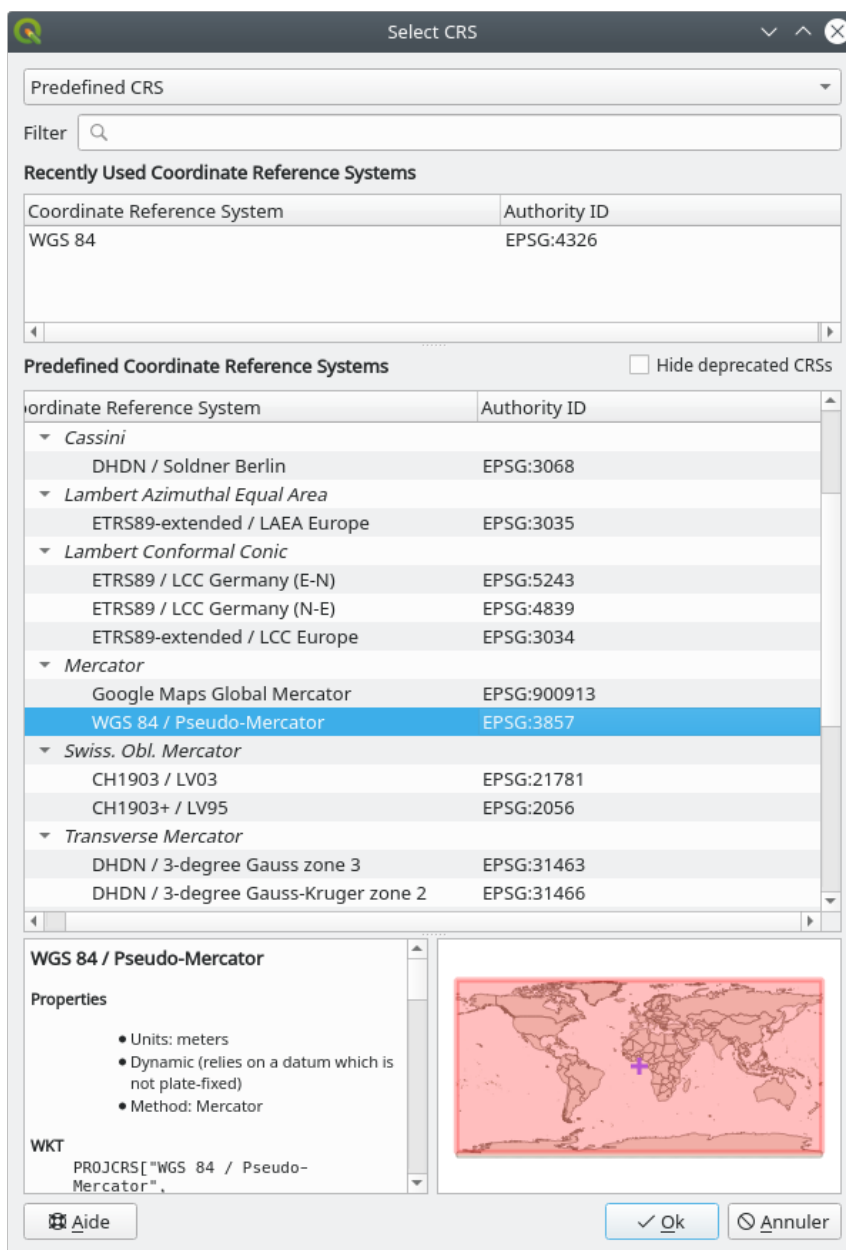 Select CRS
Predefined CRS
Filter
Recently Used Coordinate Reference Systems
Coordinate Reference System Authority ID
WGS 84 EPSG:4326
Predefined Coordinate Reference Systems Hide deprecated CRSs
oordinate Reference System Authority ID
Cassini
DHDN / Soldner Berlin EPSG:3068
Lambert Azimuthal Equal Area
ETRS89-extended / LAEA Europe EPSG:3035
Lambert Conformal Conic
ETRS89 / LCC Germany (E-N) EPSG:5243
ETRS89 / LCC Germany (N-E) EPSG:4839
ETRS89-extended / LCC Europe EPSG:3034
Mercator
Google Maps Global Mercator EPSG:900913
WGS 84 / Pseudo-Mercator EPSG:3857
Swiss. Obl. Mercator
CH1903 / LV03 EPSG:21781
CH1903+ / LV95 EPSG:2056
Transverse Mercator
DHDN / 3-degree Gauss zone 3 EPSG:31463
DHDN / 3-degree Gauss-Kruger zone 2 EPSG:31466
WGS 84 / Pseudo-Mercator
Properties
• Units: meters
• Dynamic (relies on a datum which is
not plate-fixed)
• Method: Mercator
WKT
PROJCRS["WGS 84 / Pseudo-
Mercator",
Aide Ok Annuler